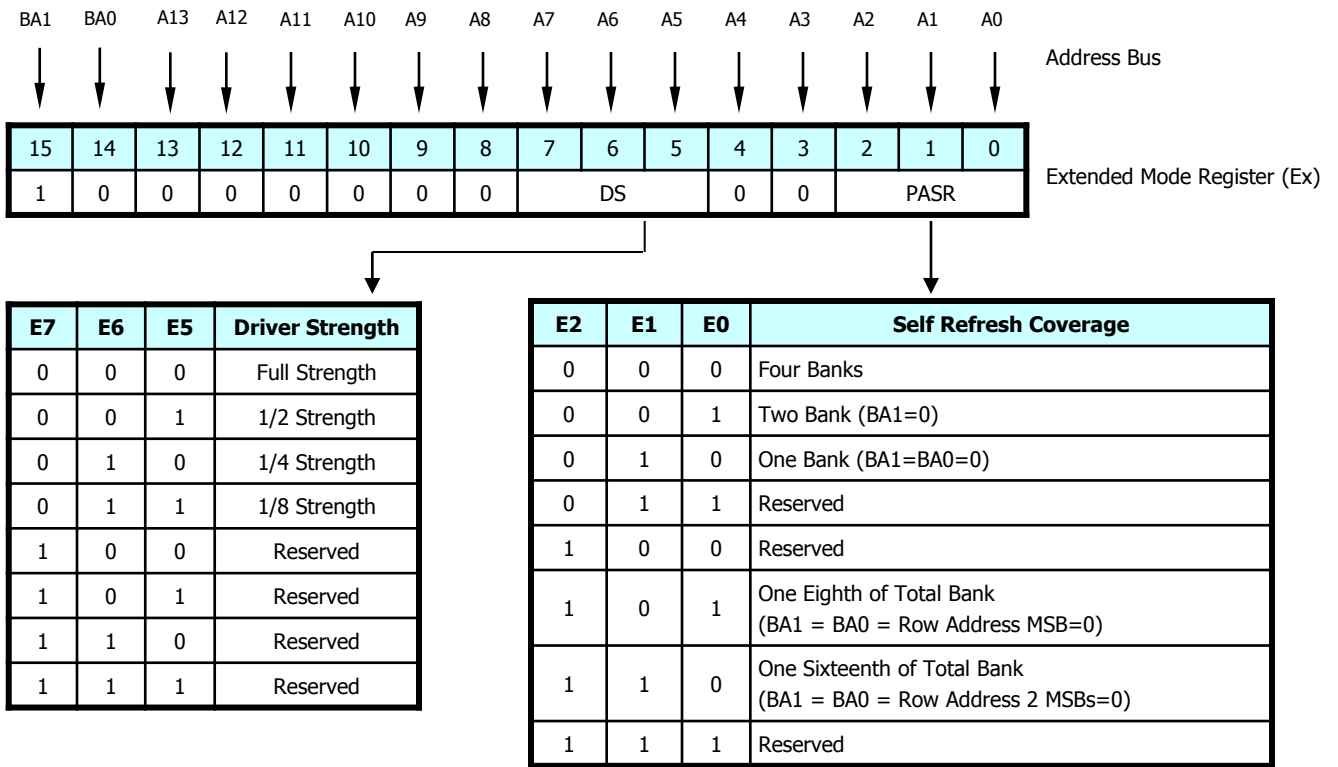 BA1 BA0 A13 A12 A11 A10 A9 A8 A7 A6 A5 A4 A3 A2 A1 A0
Address Bus
15 14 13 12 11 10 9 8 7 6 5 4 3 2 1 0
1 0 0 0 0 0 0 0 DS 0 0 PASR
Extended Mode Register (Ex)
E7 E6 E5 Driver Strength
0 0 0 Full Strength
0 0 1 1/2 Strength
0 1 0 1/4 Strength
0 1 1 1/8 Strength
1 0 0 Reserved
1 0 1 Reserved
1 1 0 Reserved
1 1 1 Reserved
E2 E1 E0 Self Refresh Coverage
0 0 0 Four Banks
0 0 1 Two Bank (BA1=0)
0 1 0 One Bank (BA1=BA0=0)
0 1 1 Reserved
1 0 0 Reserved
1 0 1 One Eighth of Total Bank
(BA1 = BA0 = Row Address MSB=0)
1 1 0 One Sixteenth of Total Bank
(BA1 = BA0 = Row Address 2 MSBs=0)
1 1 1 Reserved